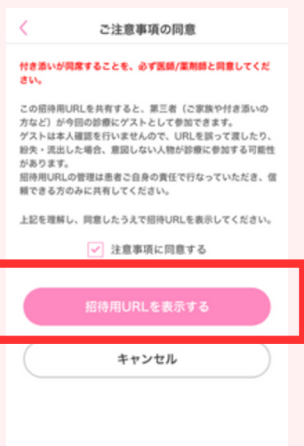 ご注意事項の同意
付き添いが同席することを、必ず医師/薬剤師と同意してくだ
さい。
この招待用URLを共有すると、第三者（ご家族や付き添いの
方など）が今回の診療にゲストとして参加できます。
ゲストは本人確認を行いませんので、URLを誤って渡したり、
紛失・流出した場合、意図しない人物が診療に参加する可能性
があります。
招待用URLの管理は患者ご自身の責任で行なっていただき、信
頼できる方のみに共有してください。
上記を理解し、同意したうえで招待URLを表示してください。
注意事項に同意する
招待用URLを表示する
キャンセル